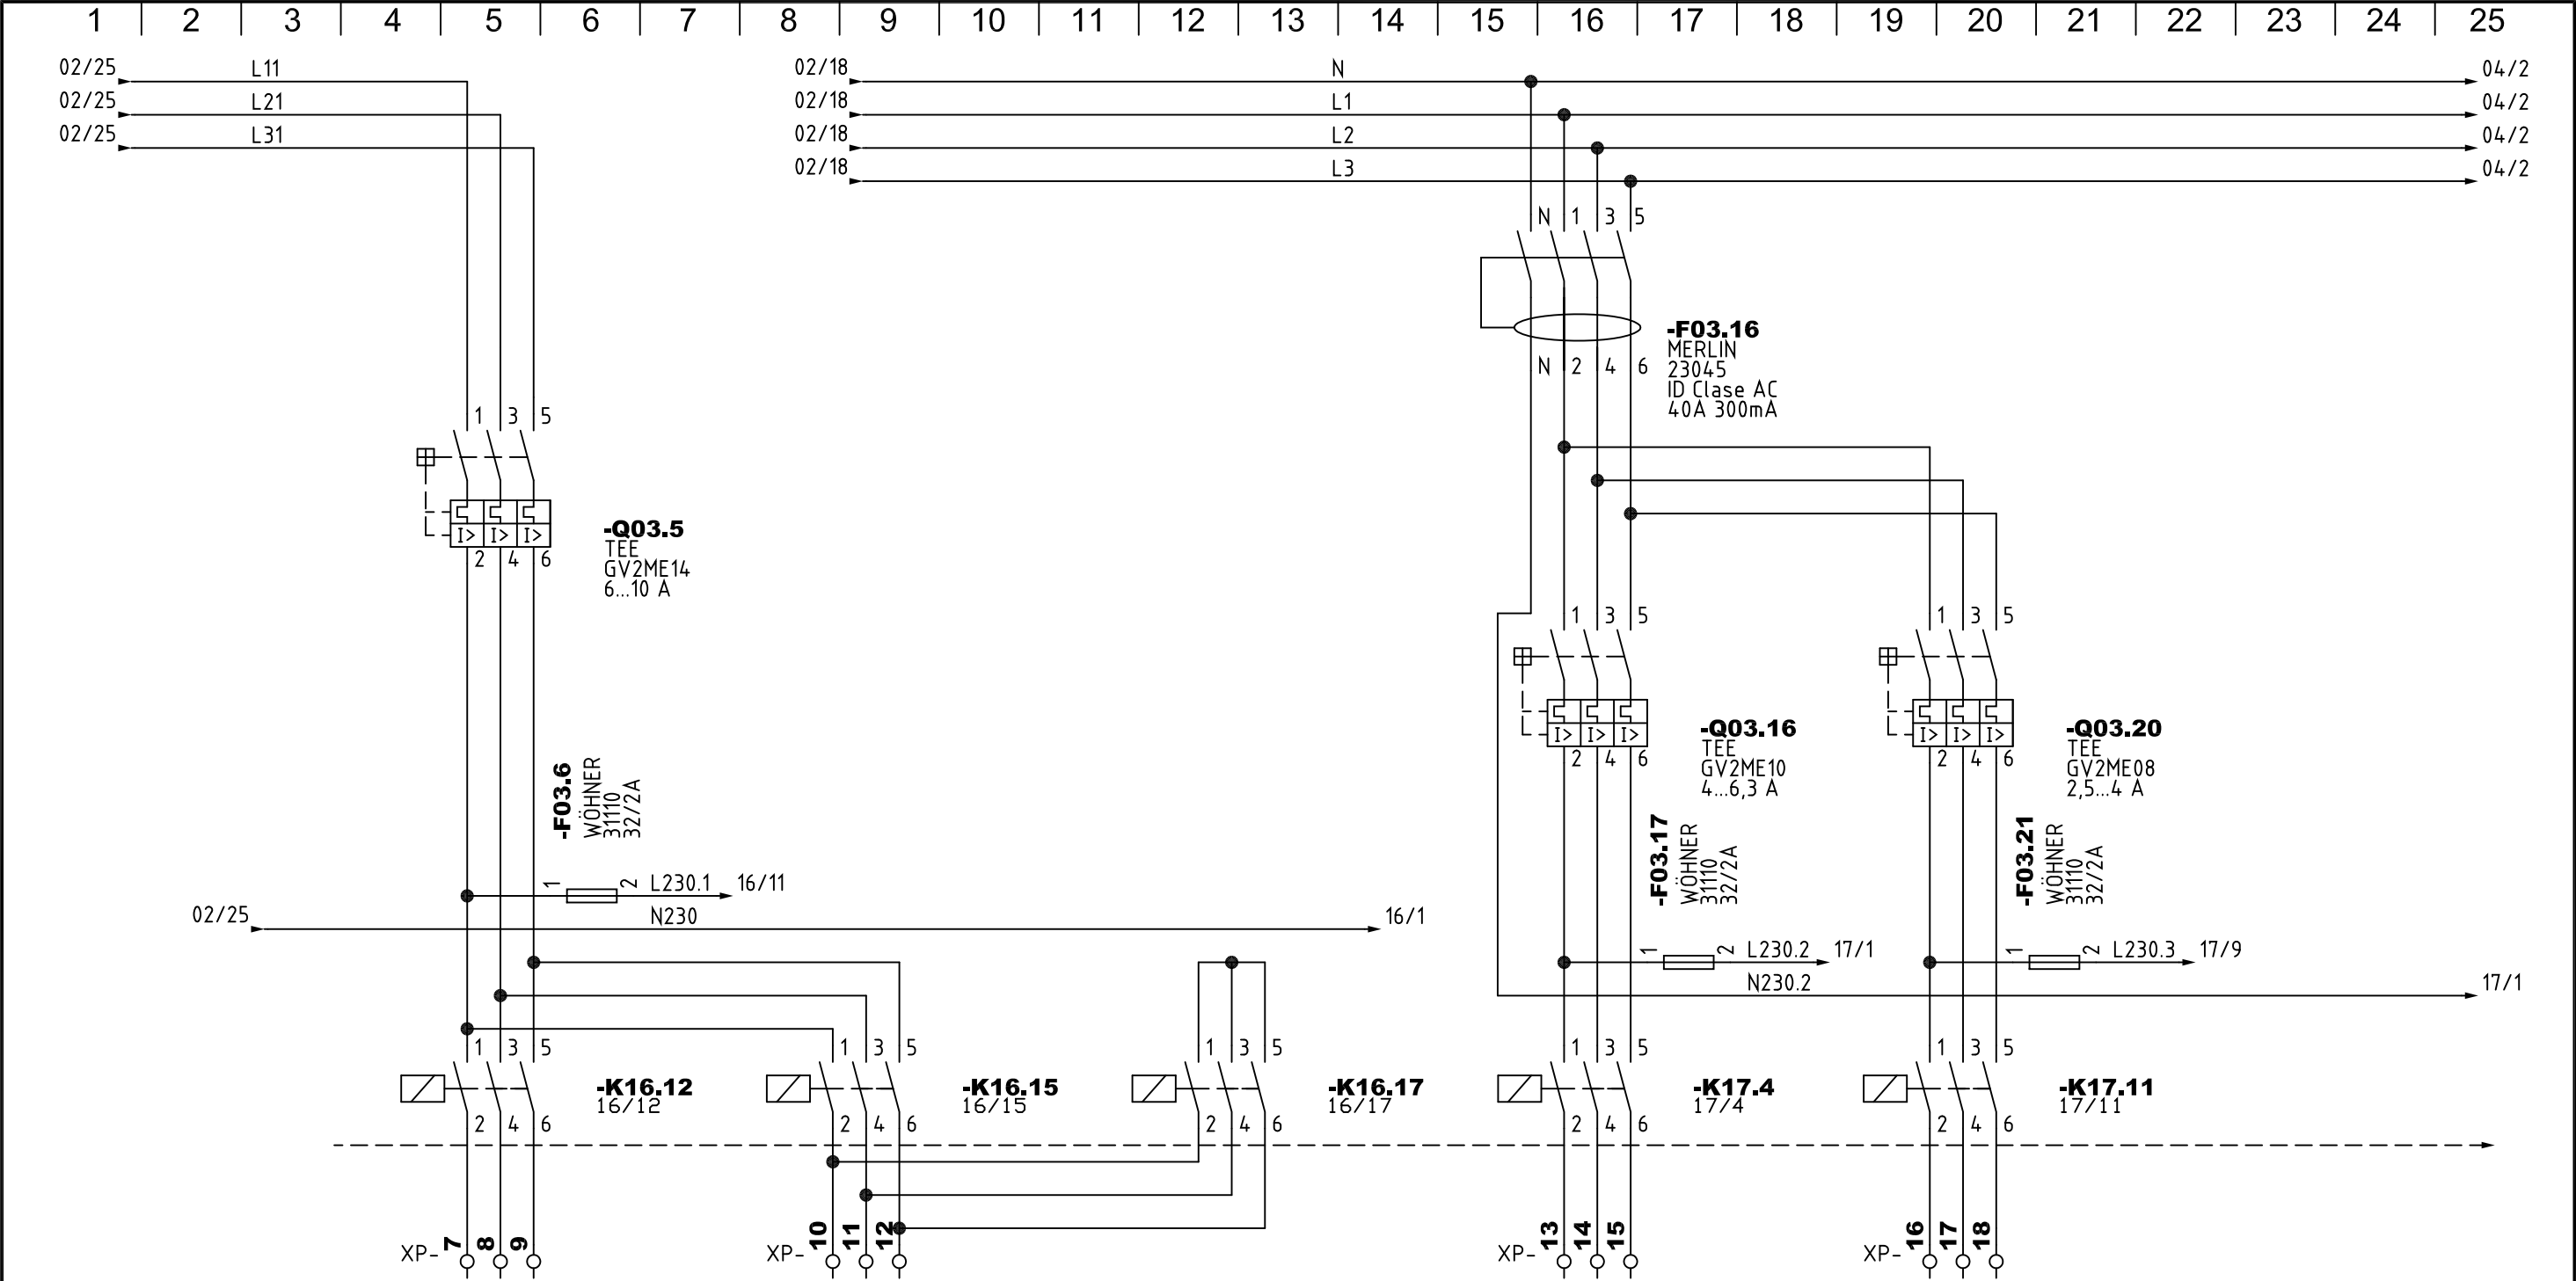 1 2 3 4 5 6 7 8 9 10 11 12 13 14 15 16 17 18 19 20 21 22 23 24 25
02/25 L11
02/25 L21
02/25 L31
02/18 N 04/2
02/18 L1 04/2
02/18 L2 04/2
02/18 L3 04/2
N 1 3 5
-F03.16
MERLIN
23045
ID Clase AC
40A 300mA
N 2 4 6
1 3 5
I> I> I>
2 4 6
-Q03.5
TEE
GV2ME14
6...10 A
1 3 5
I> I> I>
2 4 6
-Q03.16
TEE
GV2ME10
4...6,3 A
1 3 5
I> I> I>
2 4 6
-Q03.20
TEE
GV2ME08
2,5...4 A
-F03.6
WÖHNER
31110
32/2A
1 2 L230.1 16/11
02/25 N230 16/1
-F03.17
WÖHNER
31110
32/2A
1 2 L230.2 17/1
-F03.21
WÖHNER
31110
32/2A
1 2 L230.3 17/9
N230.2 17/1
1 3 5
-K16.12
16/12
2 4 6
1 3 5
-K16.15
16/15
2 4 6
1 3 5
-K16.17
16/17
2 4 6
1 3 5
-K17.4
17/4
2 4 6
1 3 5
-K17.11
17/11
2 4 6
XP- 7 8 9
XP- 10 11 12
XP- 13 14 15
XP- 16 17 18